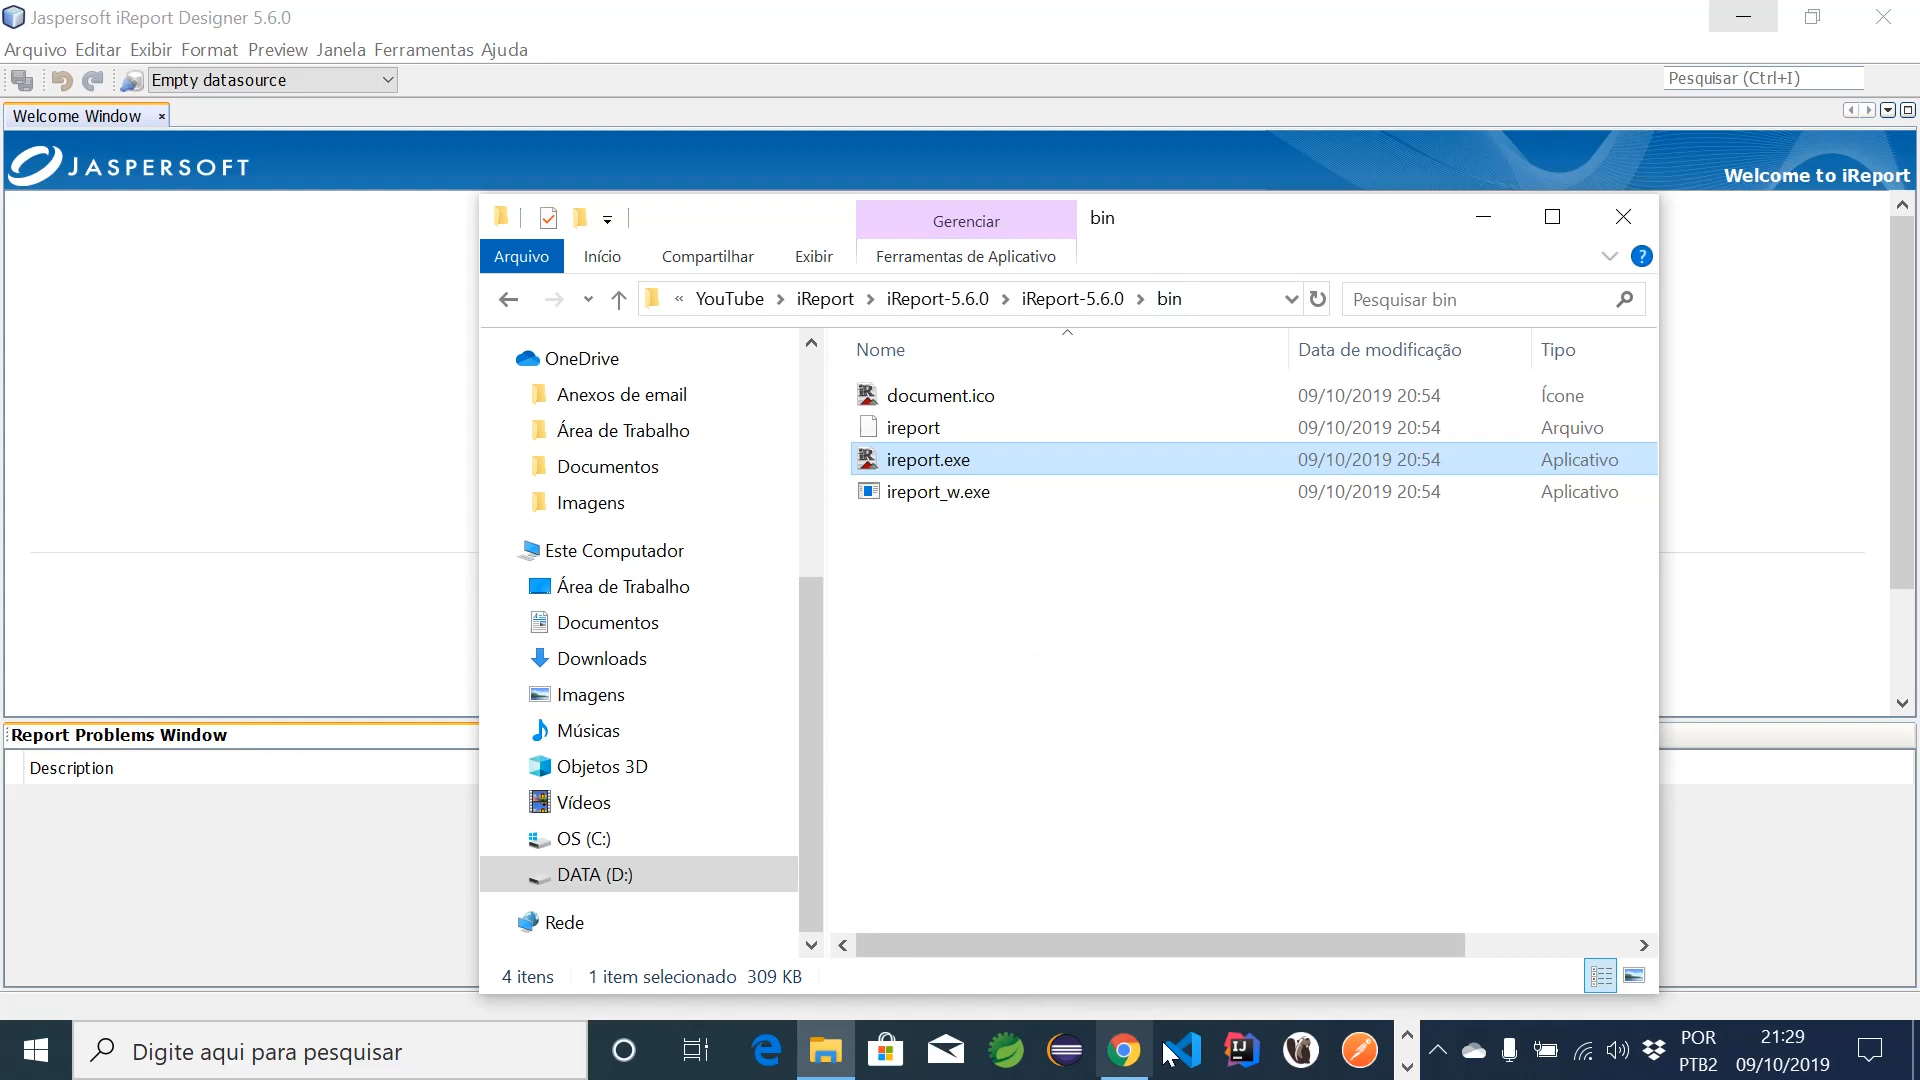 Jaspersoft iReport Designer 5.6.0
Arquivo Editar Exibir Format Preview Janela Ferramentas Ajuda
Empty datasource
Pesquisar (Ctrl+I)
Welcome Window
JASPERSOFT
Welcome to iReport
Gerenciar
bin
Arquivo Início Compartilhar Exibir Ferramentas de Aplicativo
« YouTube > iReport > iReport-5.6.0 > iReport-5.6.0 > bin
Pesquisar bin
OneDrive
Anexos de email
Área de Trabalho
Documentos
Imagens
Este Computador
Área de Trabalho
Documentos
Downloads
Imagens
Músicas
Objetos 3D
Vídeos
OS (C:)
DATA (D:)
Rede
Nome Data de modificação Tipo
document.ico 09/10/2019 20:54 Ícone
ireport 09/10/2019 20:54 Arquivo
ireport.exe 09/10/2019 20:54 Aplicativo
ireport_w.exe 09/10/2019 20:54 Aplicativo
4 itens 1 item selecionado 309 KB
Report Problems Window
Description
Digite aqui para pesquisar
POR
PTB2
21:29
09/10/2019